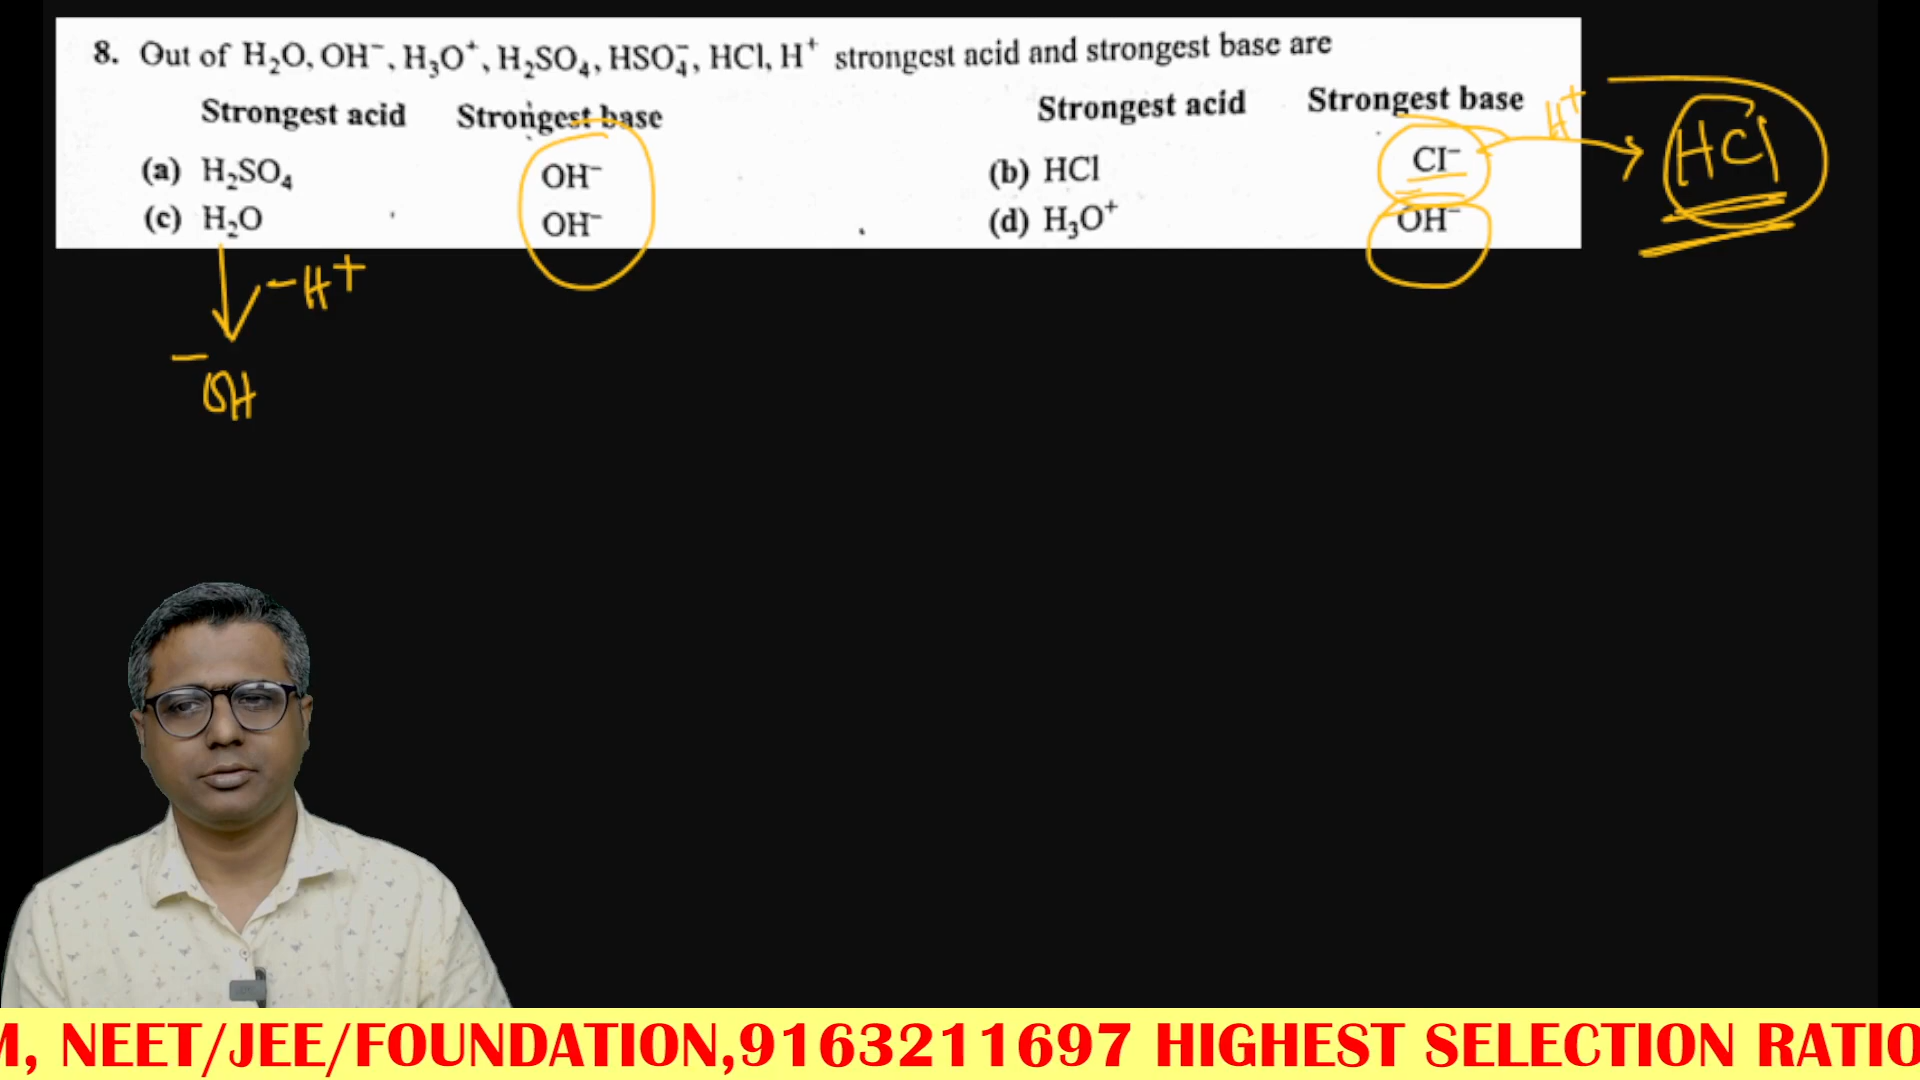 8. Out of H₂O, OH⁻, H₃O⁺, H₂SO₄, HSO₄⁻, HCl, H⁺ strongest acid and strongest base are
Strongest acid Strongest base Strongest acid Strongest base
(a) H₂SO₄ OH⁻ (b) HCl Cl⁻
(c) H₂O OH⁻ (d) H₃O⁺ OH⁻
H⁺
HCl
-H⁺
⁻OH
M, NEET/JEE/FOUNDATION,9163211697 HIGHEST SELECTION RATIO